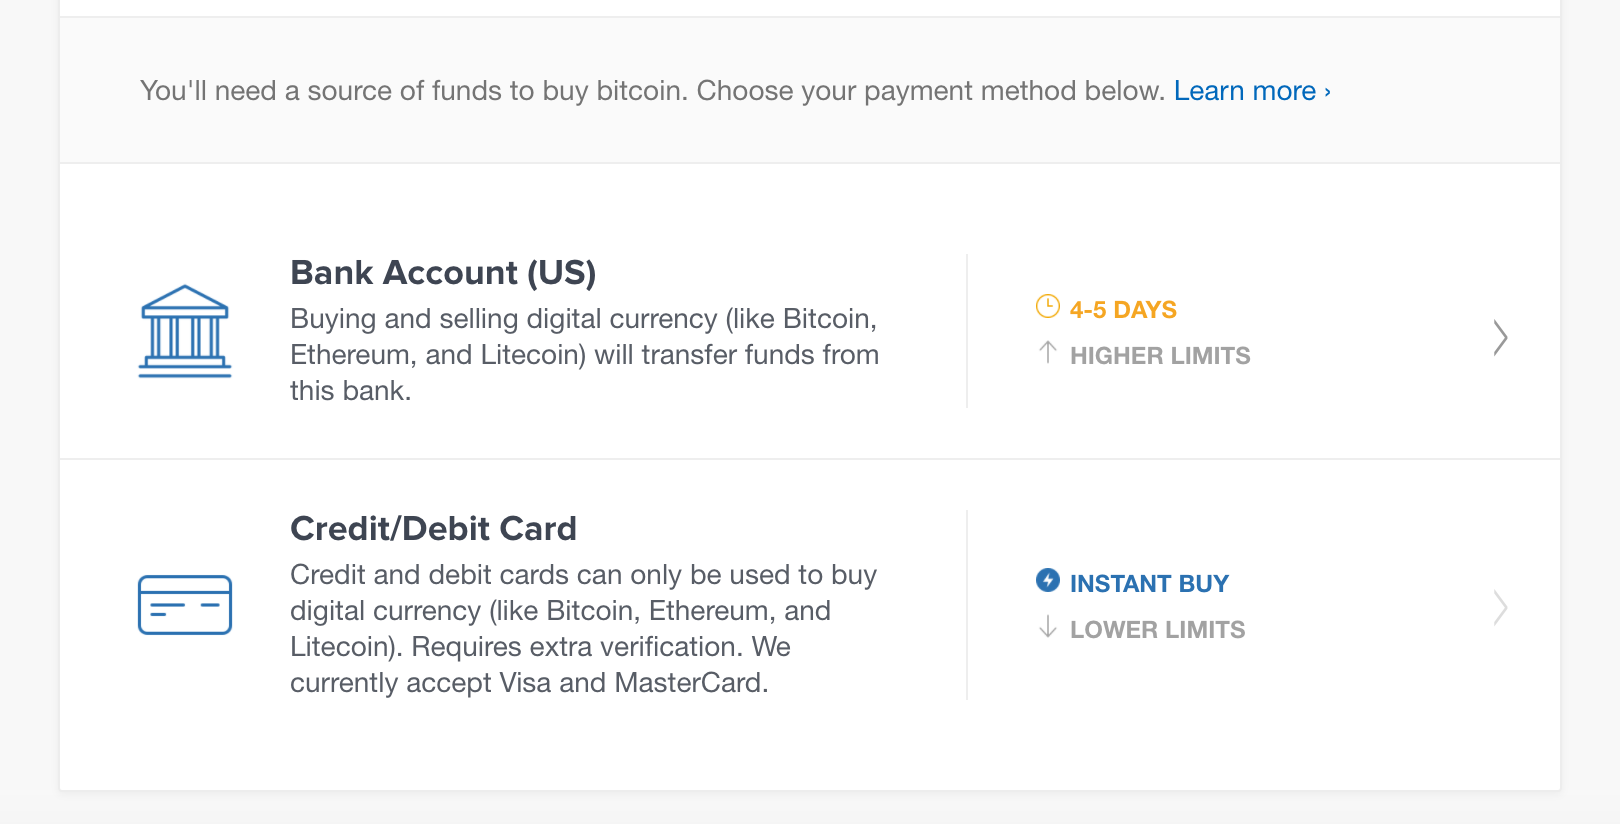 You'll need a source of funds to buy bitcoin. Choose your payment method below. Learn more ›
Bank Account (US)
Buying and selling digital currency (like Bitcoin,
Ethereum, and Litecoin) will transfer funds from
this bank.
4-5 DAYS
HIGHER LIMITS
Credit/Debit Card
Credit and debit cards can only be used to buy
digital currency (like Bitcoin, Ethereum, and
Litecoin). Requires extra verification. We
currently accept Visa and MasterCard.
INSTANT BUY
LOWER LIMITS